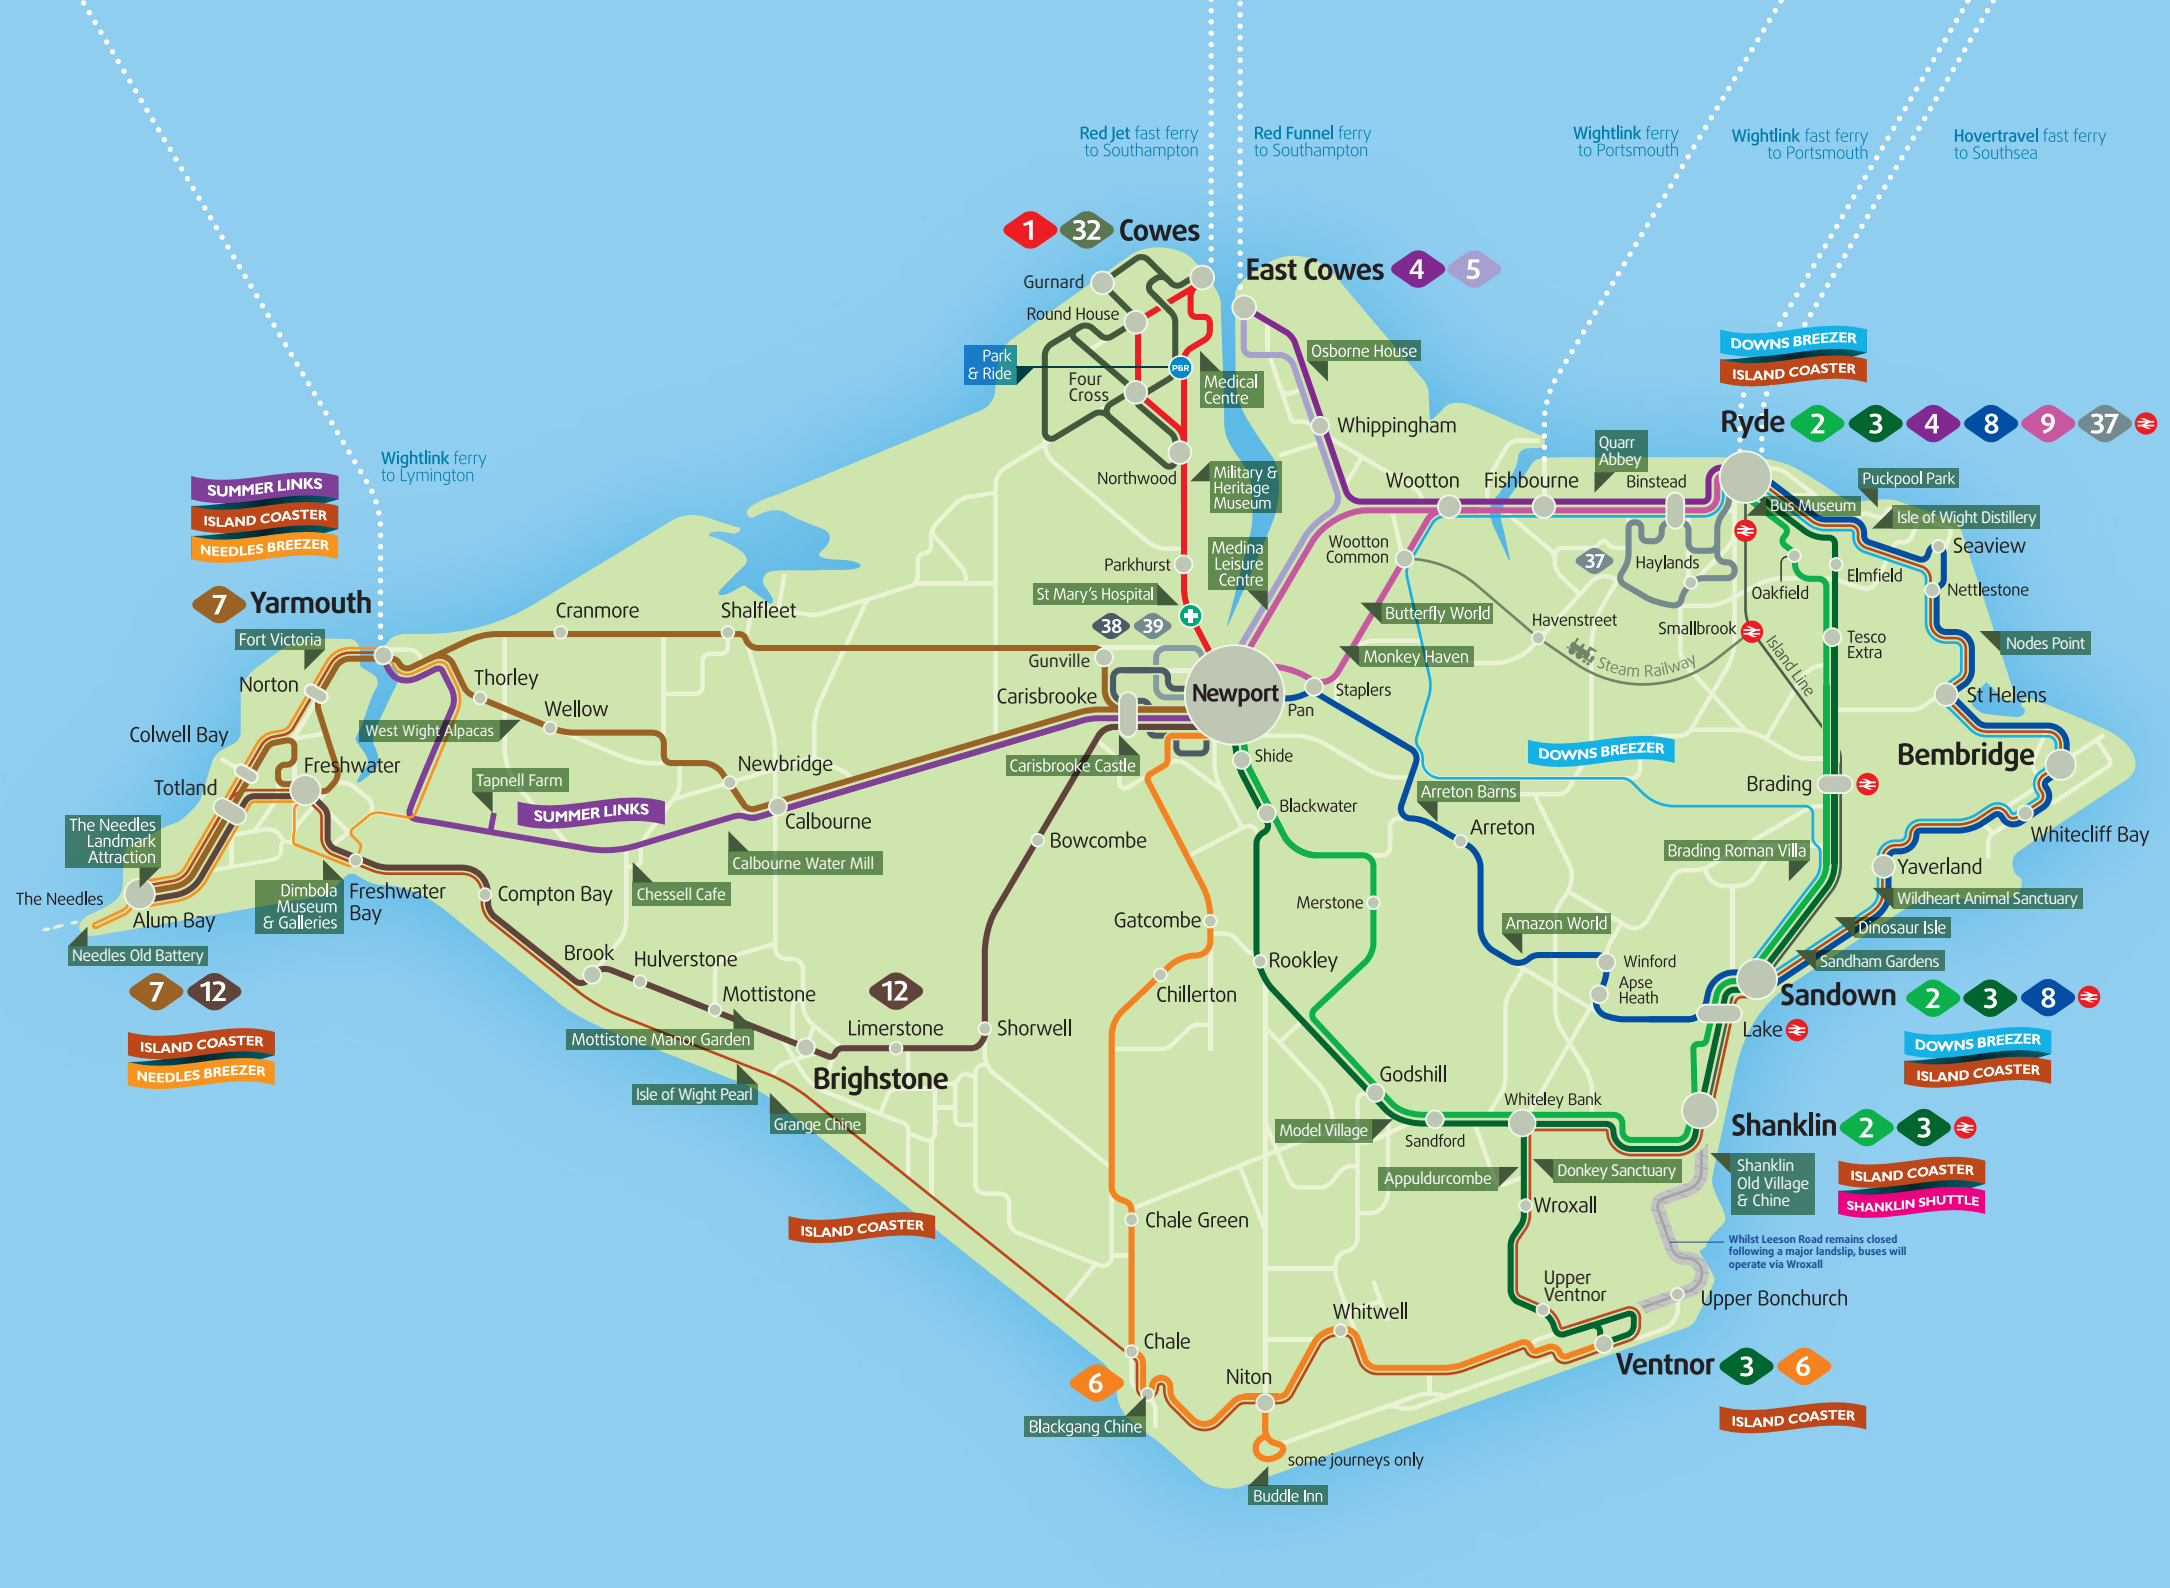 Red Jet fast ferry
to Southampton
Red Funnel ferry
to Southampton
Wightlink ferry
to Portsmouth
Wightlink fast ferry
to Portsmouth
Hovertravel fast ferry
to Southsea
1 32 Cowes
Gurnard
Round House
Park
& Ride
P&R
Four
Cross
Medical
Centre
Northwood
Military &
Heritage
Museum
Parkhurst
St Mary's Hospital
Medina
Leisure
Centre
38 39
East Cowes 4 5
Osborne House
Whippingham
Wootton
Fishbourne
Quarr
Abbey
Binstead
Wootton
Common
37
Haylands
DOWNS BREEZER
ISLAND COASTER
Ryde 2 3 4 8 9 37
Puckpool Park
Bus Museum
Isle of Wight Distillery
Seaview
Elmfield
Oakfield
Nettlestone
Butterfly World
Havenstreet
Smallbrook
Steam Railway
Island Line
Tesco
Extra
Nodes Point
Monkey Haven
St Helens
Wightlink ferry
to Lymington
SUMMER LINKS
ISLAND COASTER
NEEDLES BREEZER
7 Yarmouth
Fort Victoria
Cranmore
Shalfleet
Norton
Thorley
Wellow
West Wight Alpacas
Colwell Bay
Freshwater
Totland
Tapnell Farm
SUMMER LINKS
Newbridge
Calbourne
Calbourne Water Mill
Chessell Cafe
The Needles
Landmark
Attraction
The Needles
Alum Bay
Needles Old Battery
7 12
ISLAND COASTER
NEEDLES BREEZER
Dimbola
Museum
& Galleries
Freshwater
Bay
Compton Bay
Brook
Hulverstone
Mottistone
Mottistone Manor Garden
12
Limerstone
Shorwell
Brighstone
Isle of Wight Pearl
Grange Chine
Gunville
Carisbrooke
Newport
Carisbrooke Castle
Bowcombe
Staplers
Pan
Shide
Blackwater
Gatcombe
Chillerton
Merstone
Rookley
Arreton Barns
Arreton
DOWNS BREEZER
Brading
Bembridge
Whitecliff Bay
Brading Roman Villa
Yaverland
Wildheart Animal Sanctuary
Dinosaur Isle
Sandham Gardens
Amazon World
Winford
Apse
Heath
Sandown 2 3 8
DOWNS BREEZER
ISLAND COASTER
Lake
Godshill
Model Village
Sandford
Whiteley Bank
Appuldurcombe
Donkey Sanctuary
Wroxall
Shanklin 2 3
ISLAND COASTER
SHANKLIN SHUTTLE
Shanklin
Old Village
& Chine
Whilst Leeson Road remains closed
following a major landslip, buses will
operate via Wroxall
ISLAND COASTER
Chale Green
Chale
6
Blackgang Chine
Niton
Whitwell
some journeys only
Buddle Inn
Upper
Ventnor
Upper Bonchurch
Ventnor 3 6
ISLAND COASTER